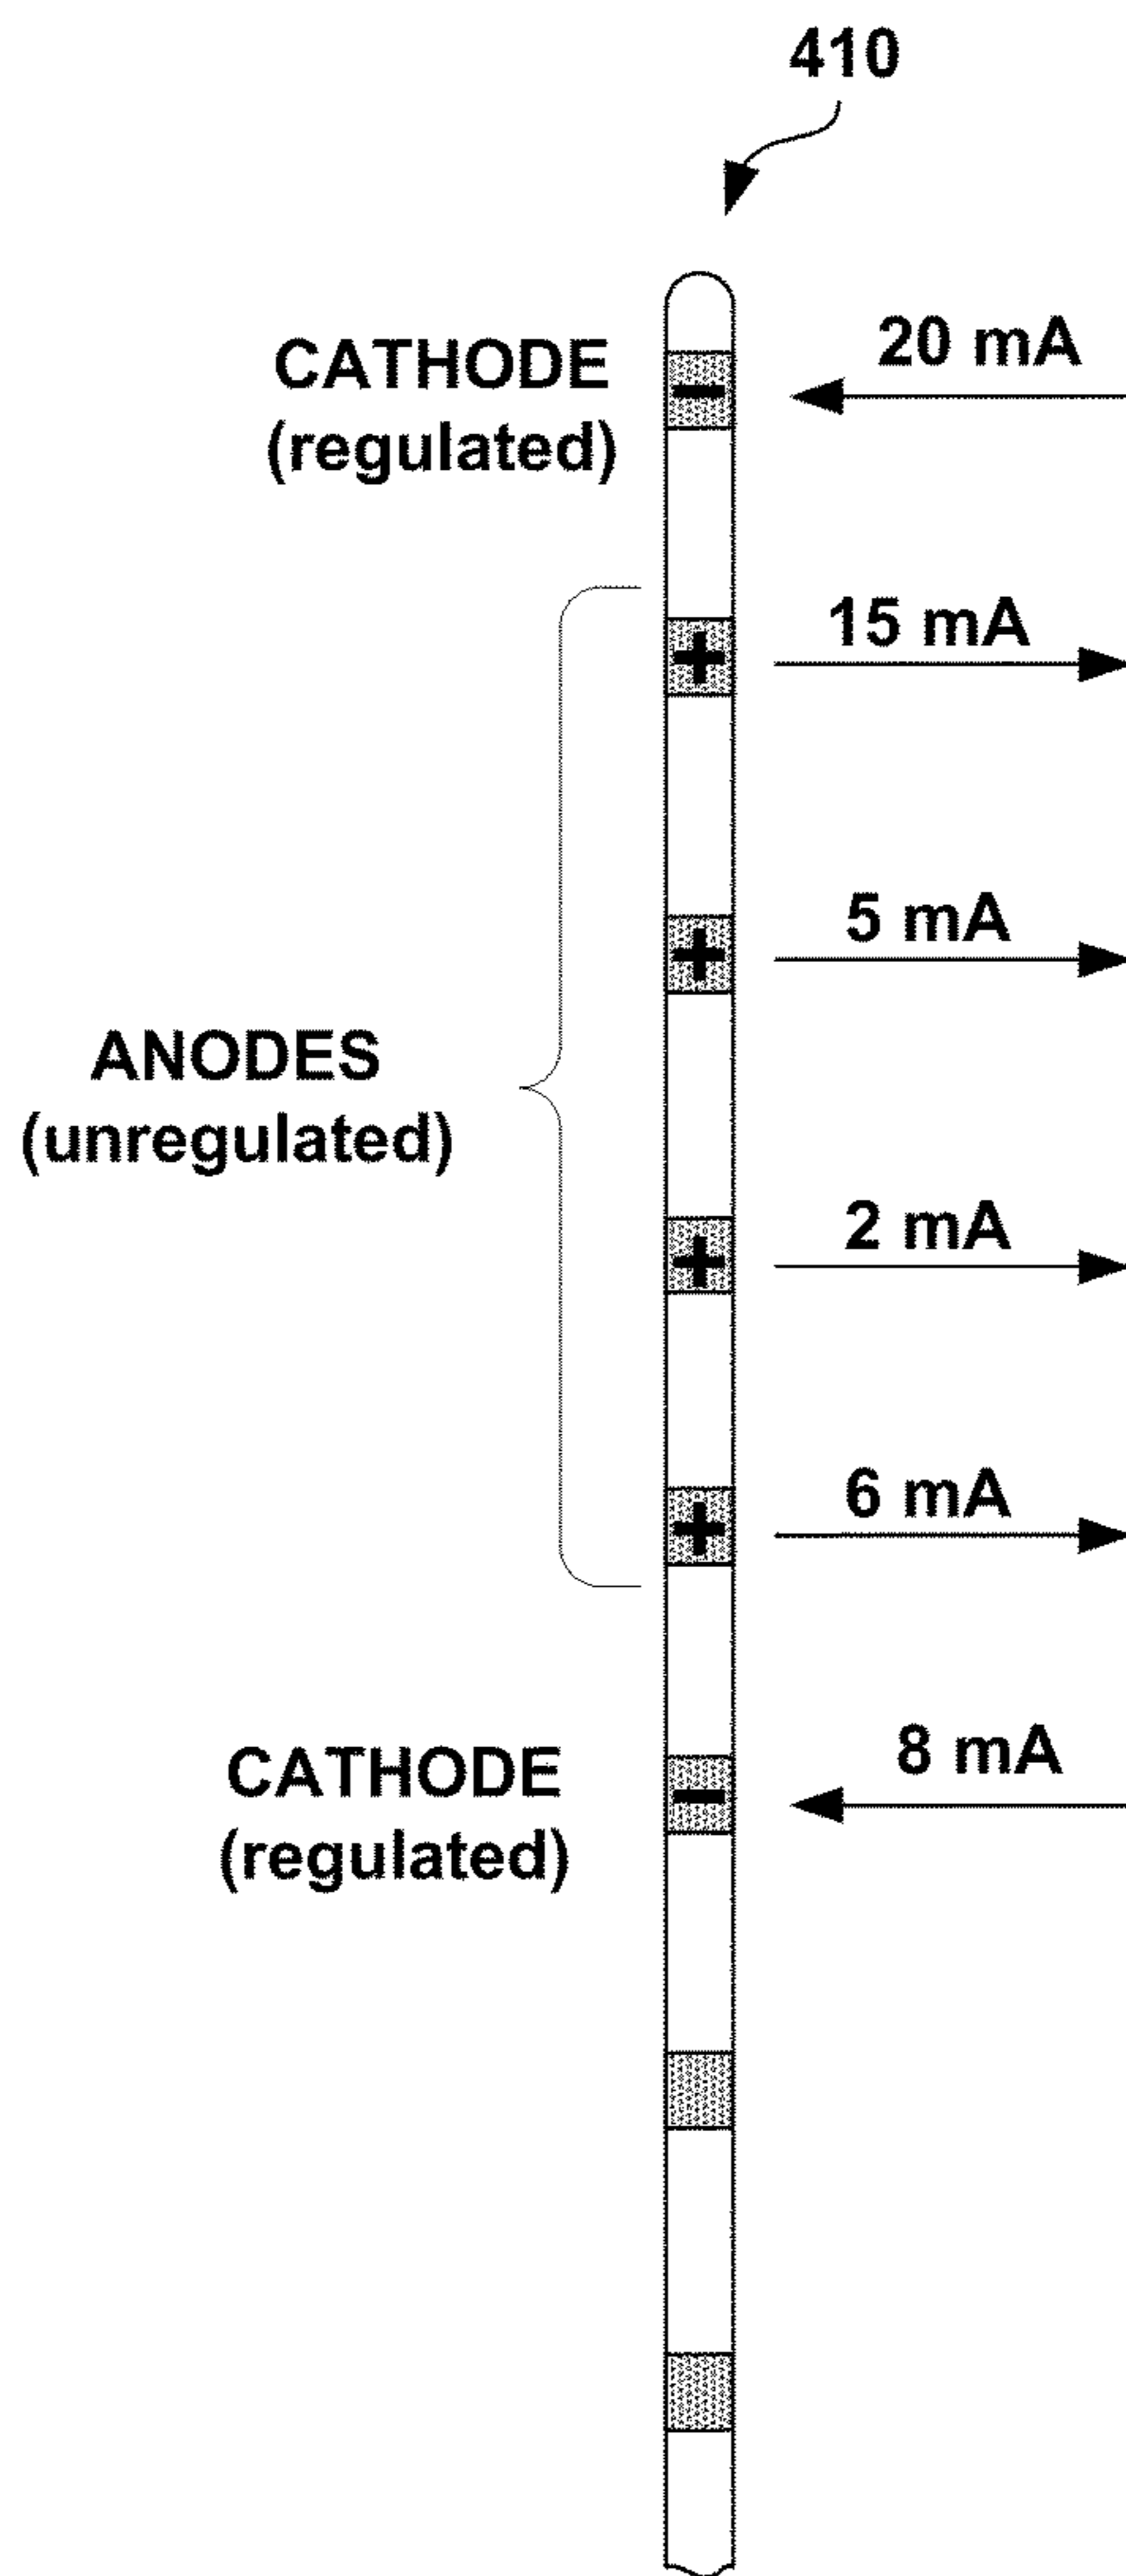 410
CATHODE
(regulated)
20 mA
15 mA
5 mA
ANODES
(unregulated)
2 mA
6 mA
CATHODE
(regulated)
8 mA